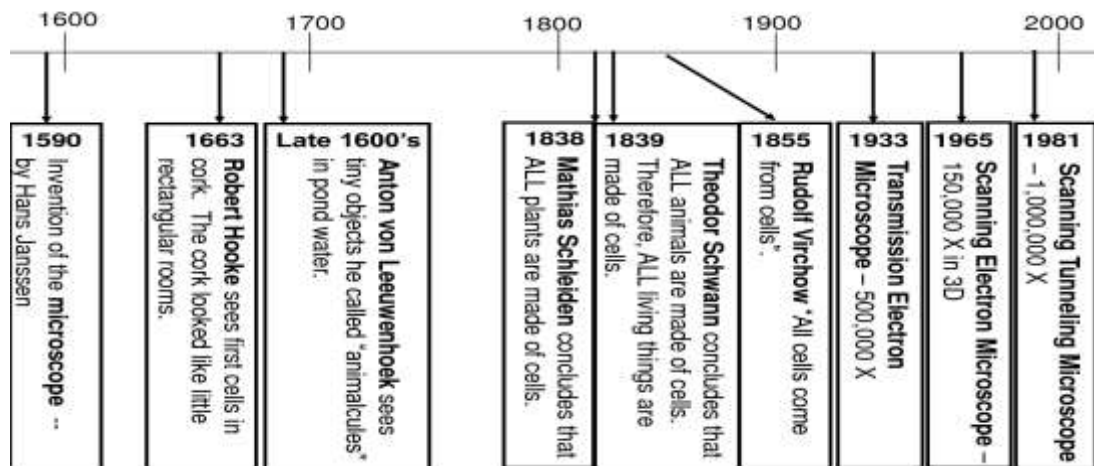 1600
1700
1800
1900
2000
1590
Invention of the microscope --
by Hans Janssen
1663
Robert Hooke sees first cells in
cork. The cork looked like little
rectangular rooms.
Late 1600's
Anton von Leeuwenhoek sees
tiny objects he called "animalcules"
in pond water.
1838
Mathias Schleiden concludes that
ALL plants are made of cells.
1839
Theodor Schwann concludes that
ALL animals are made of cells.
Therefore, ALL living things are
made of cells.
1855
Rudolf Virchow "All cells come
from cells".
1933
Transmission Electron
Microscope – 500,000 X
1965
Scanning Electron Microscope –
150,000 X in 3D
1981
Scanning Tunneling Microscope
– 1,000,000 X